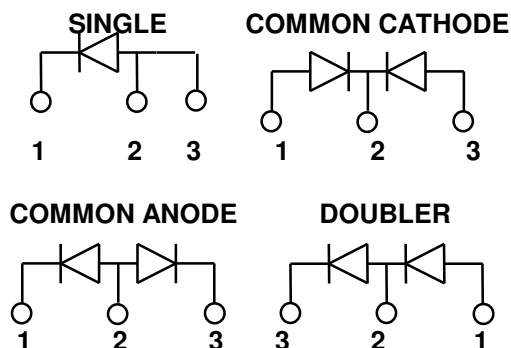 SINGLE COMMON CATHODE
1 2 3 1 2 3
COMMON ANODE DOUBLER
1 2 3 3 2 1